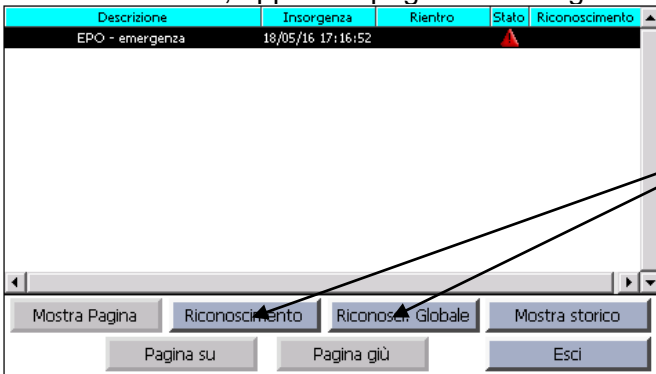 Descrizione Insorgenza Rientro Stato Riconoscimento
EPO - emergenza 18/05/16 17:16:52
Mostra Pagina Riconoscimento Riconosci. Globale Mostra storico
Pagina su Pagina giù Esci